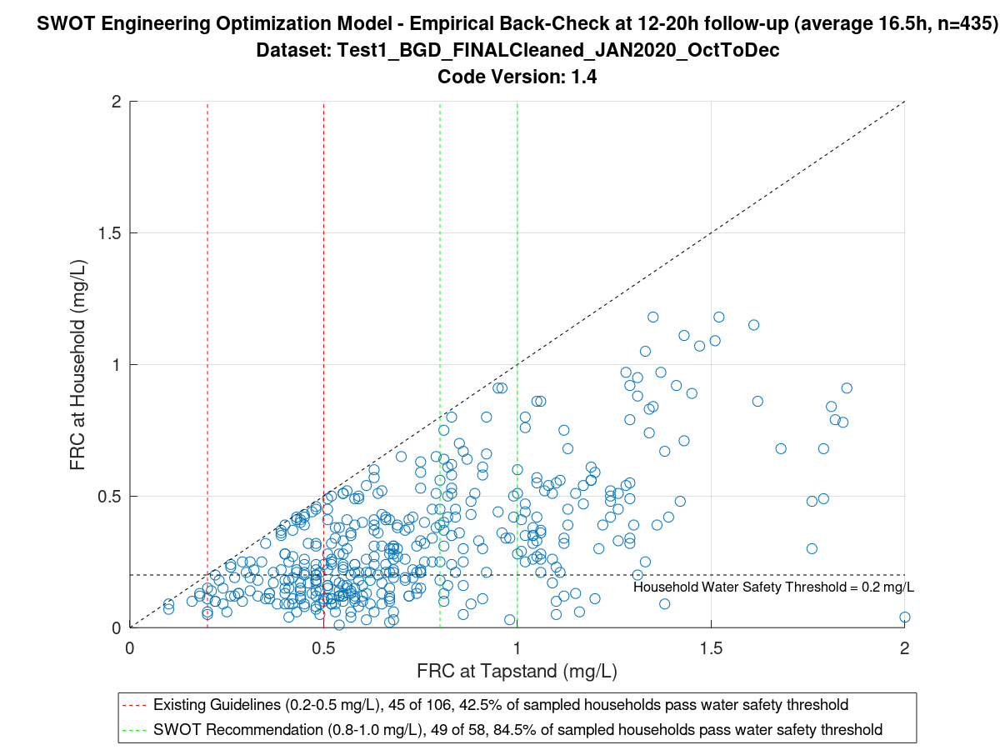 SWOT Engineering Optimization Model - Empirical Back-Check at 12-20h follow-up (average 16.5h, n=435)
Dataset: Test1_BGD_FINALCleaned_JAN2020_OctToDec
Code Version: 1.4
2
1.5
1
0.5
0
FRC at Household (mg/L)
Household Water Safety Threshold = 0.2 mg/L
0
0.5
1
1.5
2
FRC at Tapstand (mg/L)
Existing Guidelines (0.2-0.5 mg/L), 45 of 106, 42.5% of sampled households pass water safety threshold
SWOT Recommendation (0.8-1.0 mg/L), 49 of 58, 84.5% of sampled households pass water safety threshold